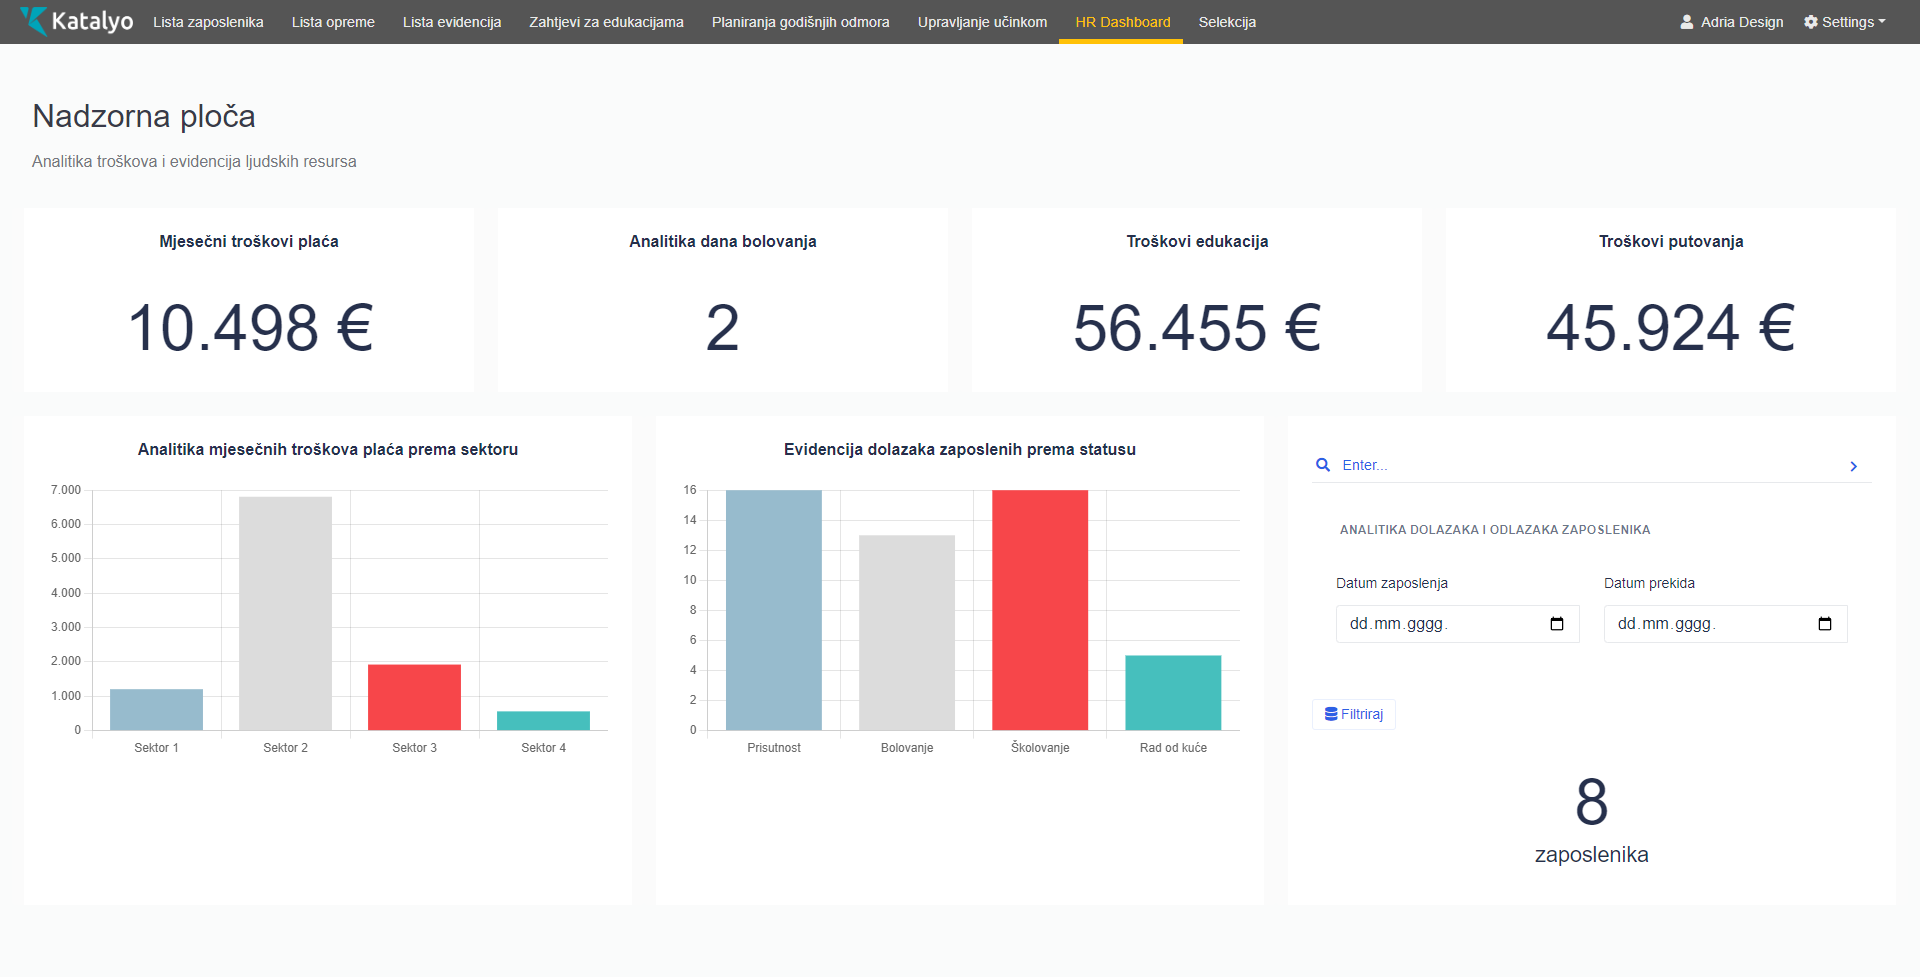 Katalyo Lista zaposlenika Lista opreme Lista evidencija Zahtjevi za edukacijama Planiranja godišnjih odmora Upravljanje učinkom HR Dashboard Selekcija Adria Design Settings
Nadzorna ploča
Analitika troškova i evidencija ljudskih resursa
Mjesečni troškovi plaća
10.498 €
Analitika dana bolovanja
2
Troškovi edukacija
56.455 €
Troškovi putovanja
45.924 €
Analitika mjesečnih troškova plaća prema sektoru
7.000
6.000
5.000
4.000
3.000
2.000
1.000
0
Sektor 1 Sektor 2 Sektor 3 Sektor 4
Evidencija dolazaka zaposlenih prema statusu
16
14
12
10
8
6
4
2
0
Prisutnost Bolovanje Školovanje Rad od kuće
Enter...
ANALITIKA DOLAZAKA I ODLAZAKA ZAPOSLENIKA
Datum zaposlenja Datum prekida
dd.mm.gggg. dd.mm.gggg.
Filtriraj
8
zaposlenika